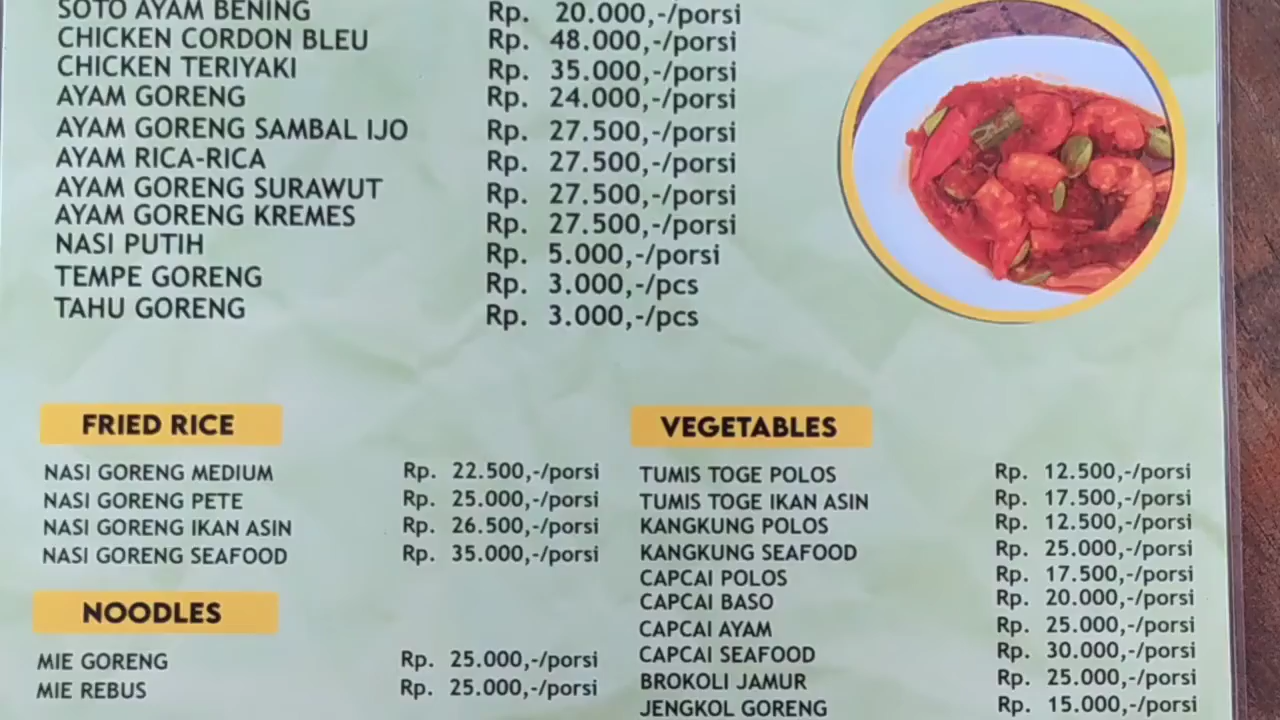 SOTO AYAM BENING Rp. 20.000,-/porsi
CHICKEN CORDON BLEU Rp. 48.000,-/porsi
CHICKEN TERIYAKI Rp. 35.000,-/porsi
AYAM GORENG Rp. 24.000,-/porsi
AYAM GORENG SAMBAL IJO Rp. 27.500,-/porsi
AYAM RICA-RICA Rp. 27.500,-/porsi
AYAM GORENG SURAWUT Rp. 27.500,-/porsi
AYAM GORENG KREMES Rp. 27.500,-/porsi
NASI PUTIH Rp. 5.000,-/porsi
TEMPE GORENG Rp. 3.000,-/pcs
TAHU GORENG Rp. 3.000,-/pcs
FRIED RICE
NASI GORENG MEDIUM Rp. 22.500,-/porsi
NASI GORENG PETE Rp. 25.000,-/porsi
NASI GORENG IKAN ASIN Rp. 26.500,-/porsi
NASI GORENG SEAFOOD Rp. 35.000,-/porsi
NOODLES
MIE GORENG Rp. 25.000,-/porsi
MIE REBUS Rp. 25.000,-/porsi
VEGETABLES
TUMIS TOGE POLOS Rp. 12.500,-/porsi
TUMIS TOGE IKAN ASIN Rp. 17.500,-/porsi
KANGKUNG POLOS Rp. 12.500,-/porsi
KANGKUNG SEAFOOD Rp. 25.000,-/porsi
CAPCAI POLOS Rp. 17.500,-/porsi
CAPCAI BASO Rp. 20.000,-/porsi
CAPCAI AYAM Rp. 25.000,-/porsi
CAPCAI SEAFOOD Rp. 30.000,-/porsi
BROKOLI JAMUR Rp. 25.000,-/porsi
JENGKOL GORENG Rp. 15.000,-/porsi